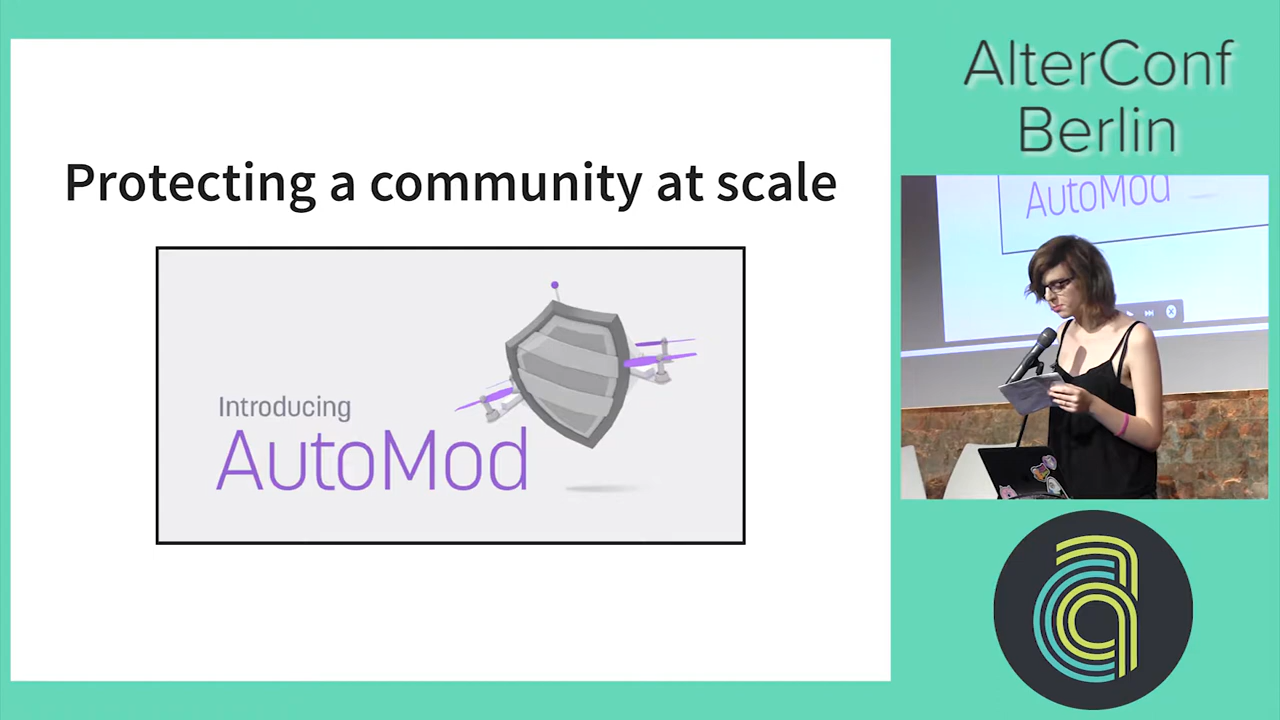 Protecting a community at scale
Introducing
AutoMod
AlterConf
Berlin
AutoMod